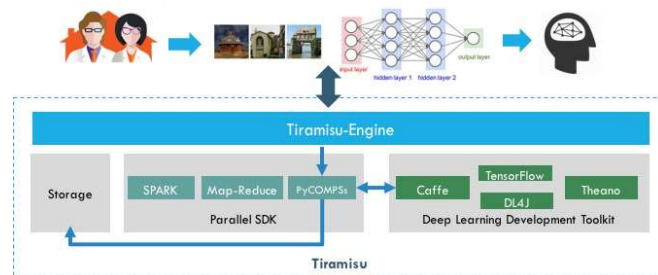 input layer
hidden layer 1
hidden layer 2
output layer
Tiramisu-Engine
Storage
SPARK
Map-Reduce
PyCOMPSs
Parallel SDK
Caffe
TensorFlow
DL4J
Theano
Deep Learning Development Toolkit
Tiramisu